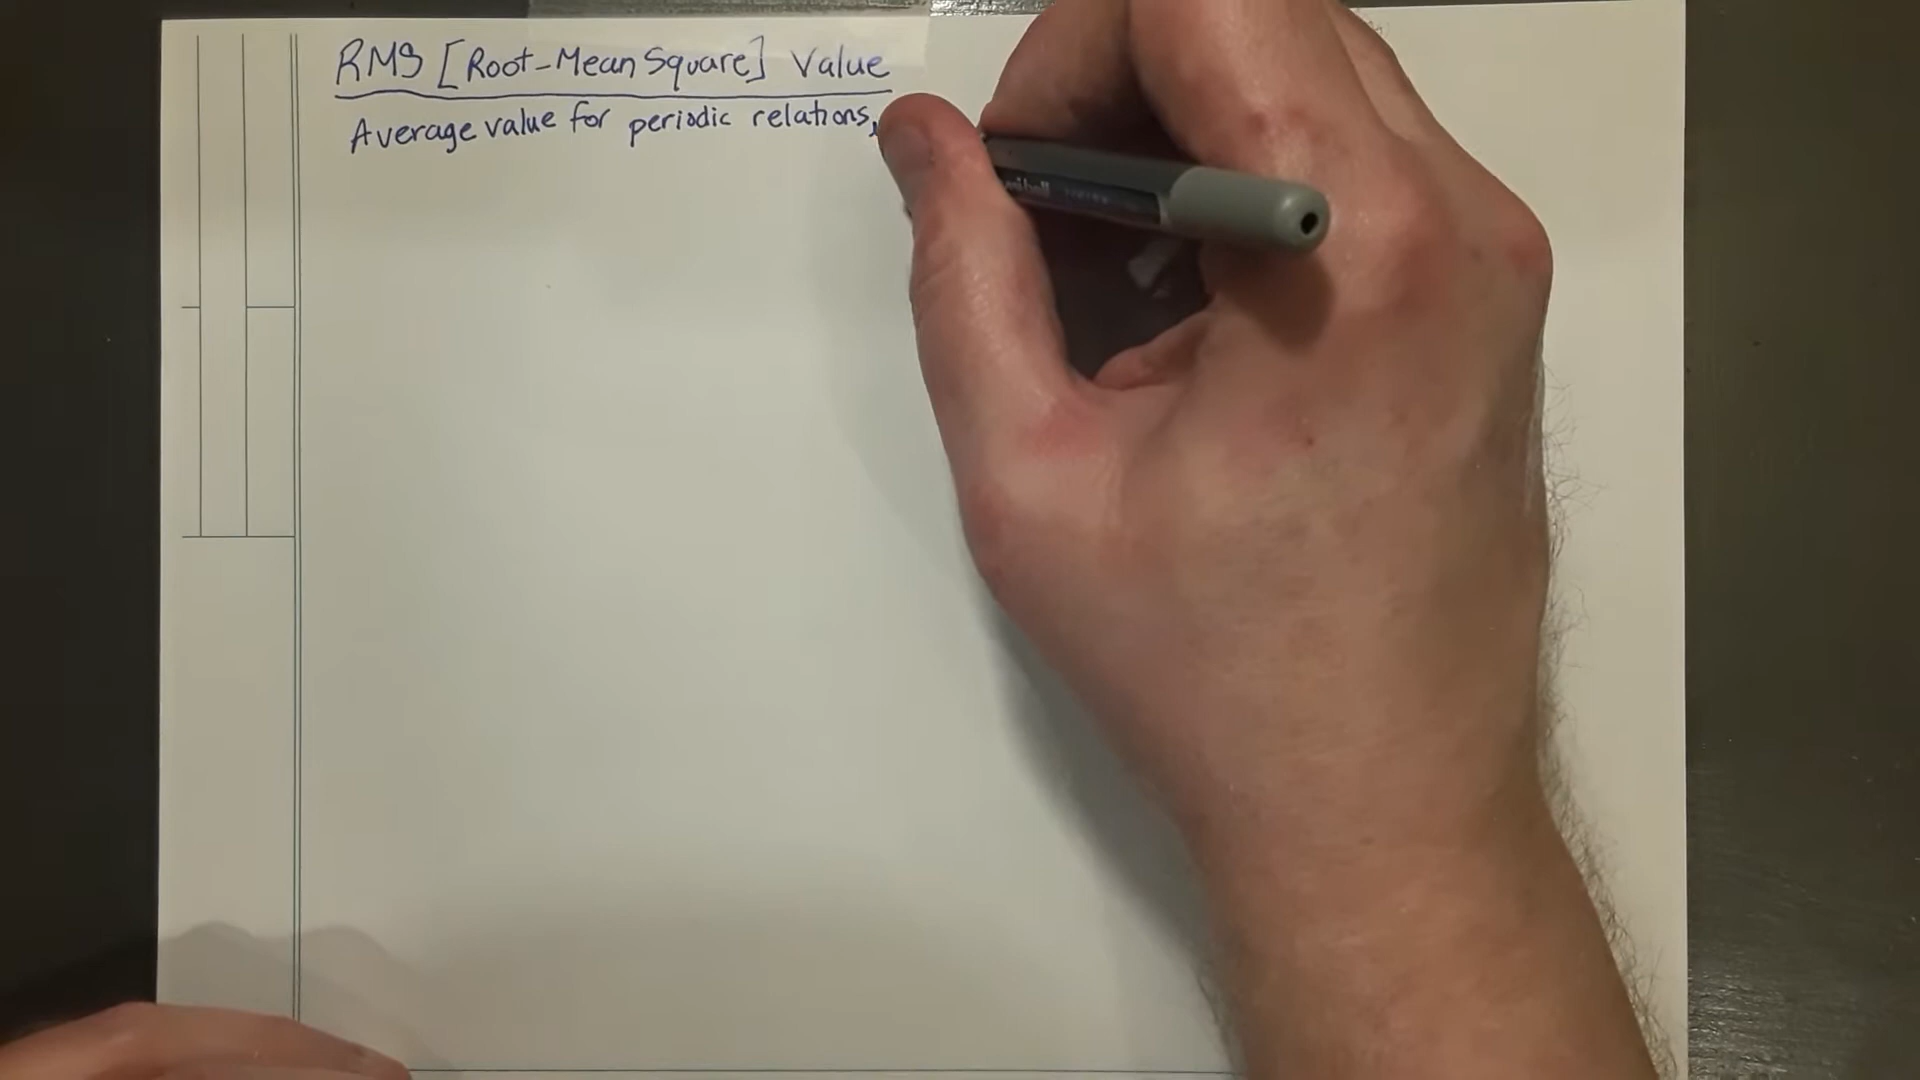 RMS [Root-Mean Square] Value
Average value for periodic relations,